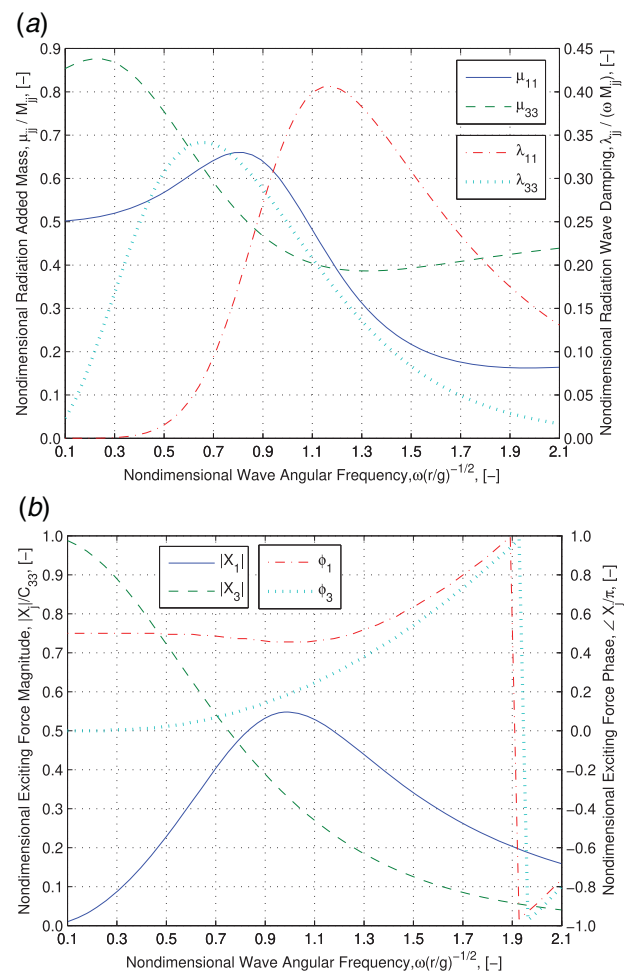 (a)
0.9
0.8
0.7
0.6
0.5
0.4
0.3
0.2
0.1
0.0
Nondimensional Radiation Added Mass, μjj / Mjj, [–]
μ11
μ33
λ11
λ33
0.45
0.40
0.35
0.30
0.25
0.20
0.15
0.10
0.05
0.00
Nondimensional Radiation Wave Damping, λjj / (ω Mjj), [–]
0.1 0.3 0.5 0.7 0.9 1.1 1.3 1.5 1.7 1.9 2.1
Nondimensional Wave Angular Frequency,ω(r/g)^−1/2, [–]
(b)
1.0
0.9
0.8
0.7
0.6
0.5
0.4
0.3
0.2
0.1
0.0
Nondimensional Exciting Force Magnitude, |Xj|/C33, [–]
|X1|
|X3|
ϕ1
ϕ3
1.0
0.8
0.6
0.4
0.2
0.0
−0.2
−0.4
−0.6
−0.8
−1.0
Nondimensional Exciting Force Phase, ∠ Xj/π, [–]
0.1 0.3 0.5 0.7 0.9 1.1 1.3 1.5 1.7 1.9 2.1
Nondimensional Wave Angular Frequency,ω(r/g)^−1/2, [–]